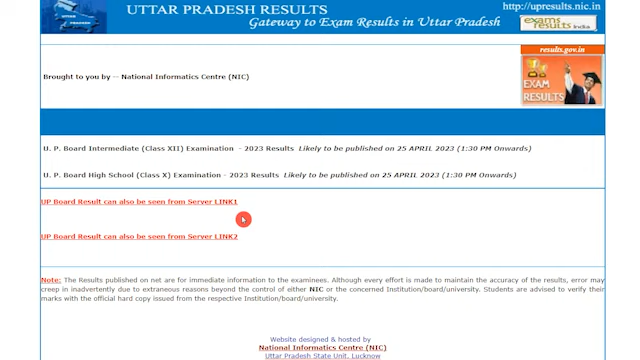 UTTAR PRADESH RESULTS
http://upresults.nic.in
Gateway to Exam Results in Uttar Pradesh
exams
results india
results.gov.in
EXAM
RESULTS
Brought to you by -- National Informatics Centre (NIC)
U. P. Board Intermediate (Class XII) Examination - 2023 Results Likely to be published on 25 APRIL 2023 (1:30 PM Onwards)
U. P. Board High School (Class X) Examination - 2023 Results Likely to be published on 25 APRIL 2023 (1:30 PM Onwards)
UP Board Result can also be seen from Server LINK1
UP Board Result can also be seen from Server LINK2
Note: The Results published on net are for immediate information to the examinees. Although every effort is made to maintain the accuracy of the results, error may
creep in inadvertently due to extraneous reasons beyond the control of either NIC or the concerned Institution/board/university. Students are advised to verify their
marks with the official hard copy issued from the respective Institution/board/university.
Website designed & hosted by
National Informatics Centre (NIC)
Uttar Pradesh State Unit, Lucknow